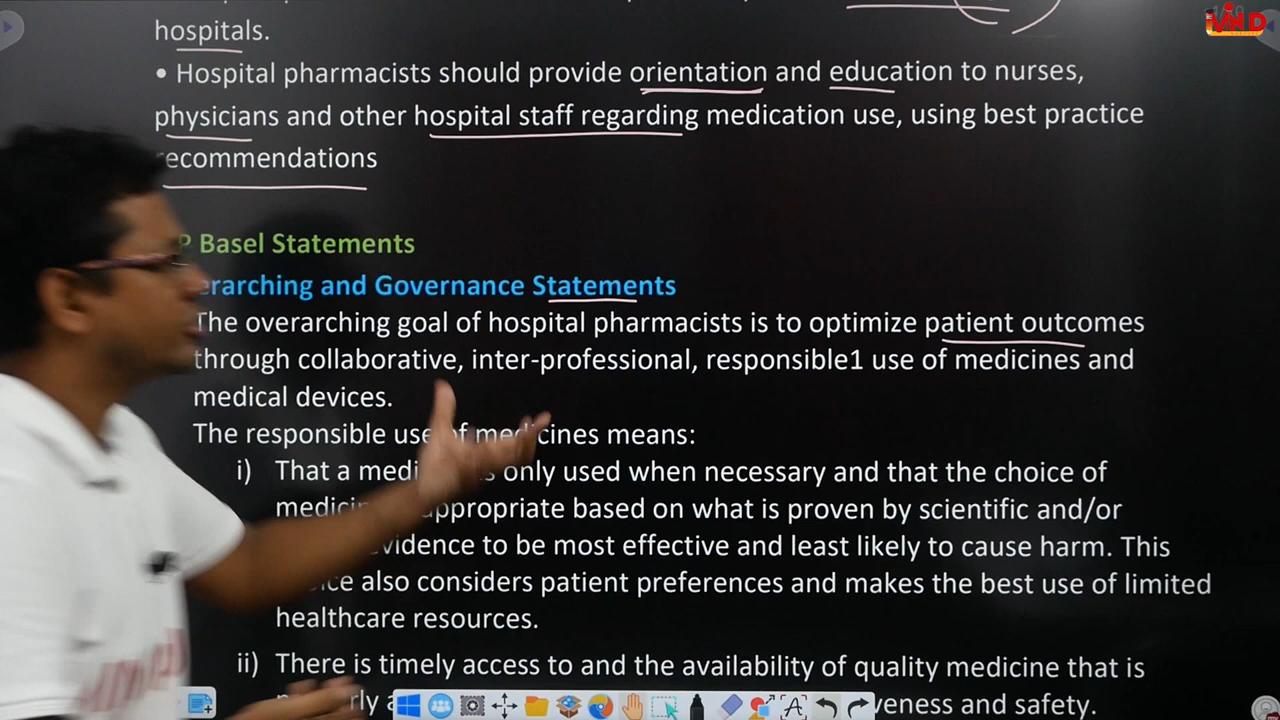 hospitals.
• Hospital pharmacists should provide orientation and education to nurses,
physicians and other hospital staff regarding medication use, using best practice
recommendations
P Basel Statements
erarching and Governance Statements
The overarching goal of hospital pharmacists is to optimize patient outcomes
through collaborative, inter-professional, responsible1 use of medicines and
medical devices.
The responsible use of medicines means:
i) That a medi s only used when necessary and that the choice of
medicin appropriate based on what is proven by scientific and/or
vidence to be most effective and least likely to cause harm. This
ice also considers patient preferences and makes the best use of limited
healthcare resources.
ii) There is timely access to and the availability of quality medicine that is
rly a veness and safety.